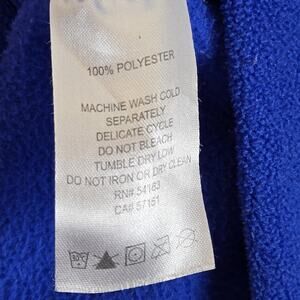 100% POLYESTER
MACHINE WASH COLD
SEPARATELY
DELICATE CYCLE
DO NOT BLEACH
TUMBLE DRY LOW
DO NOT IRON OR DRY CLEAN
RN# 54163
CA# 57151